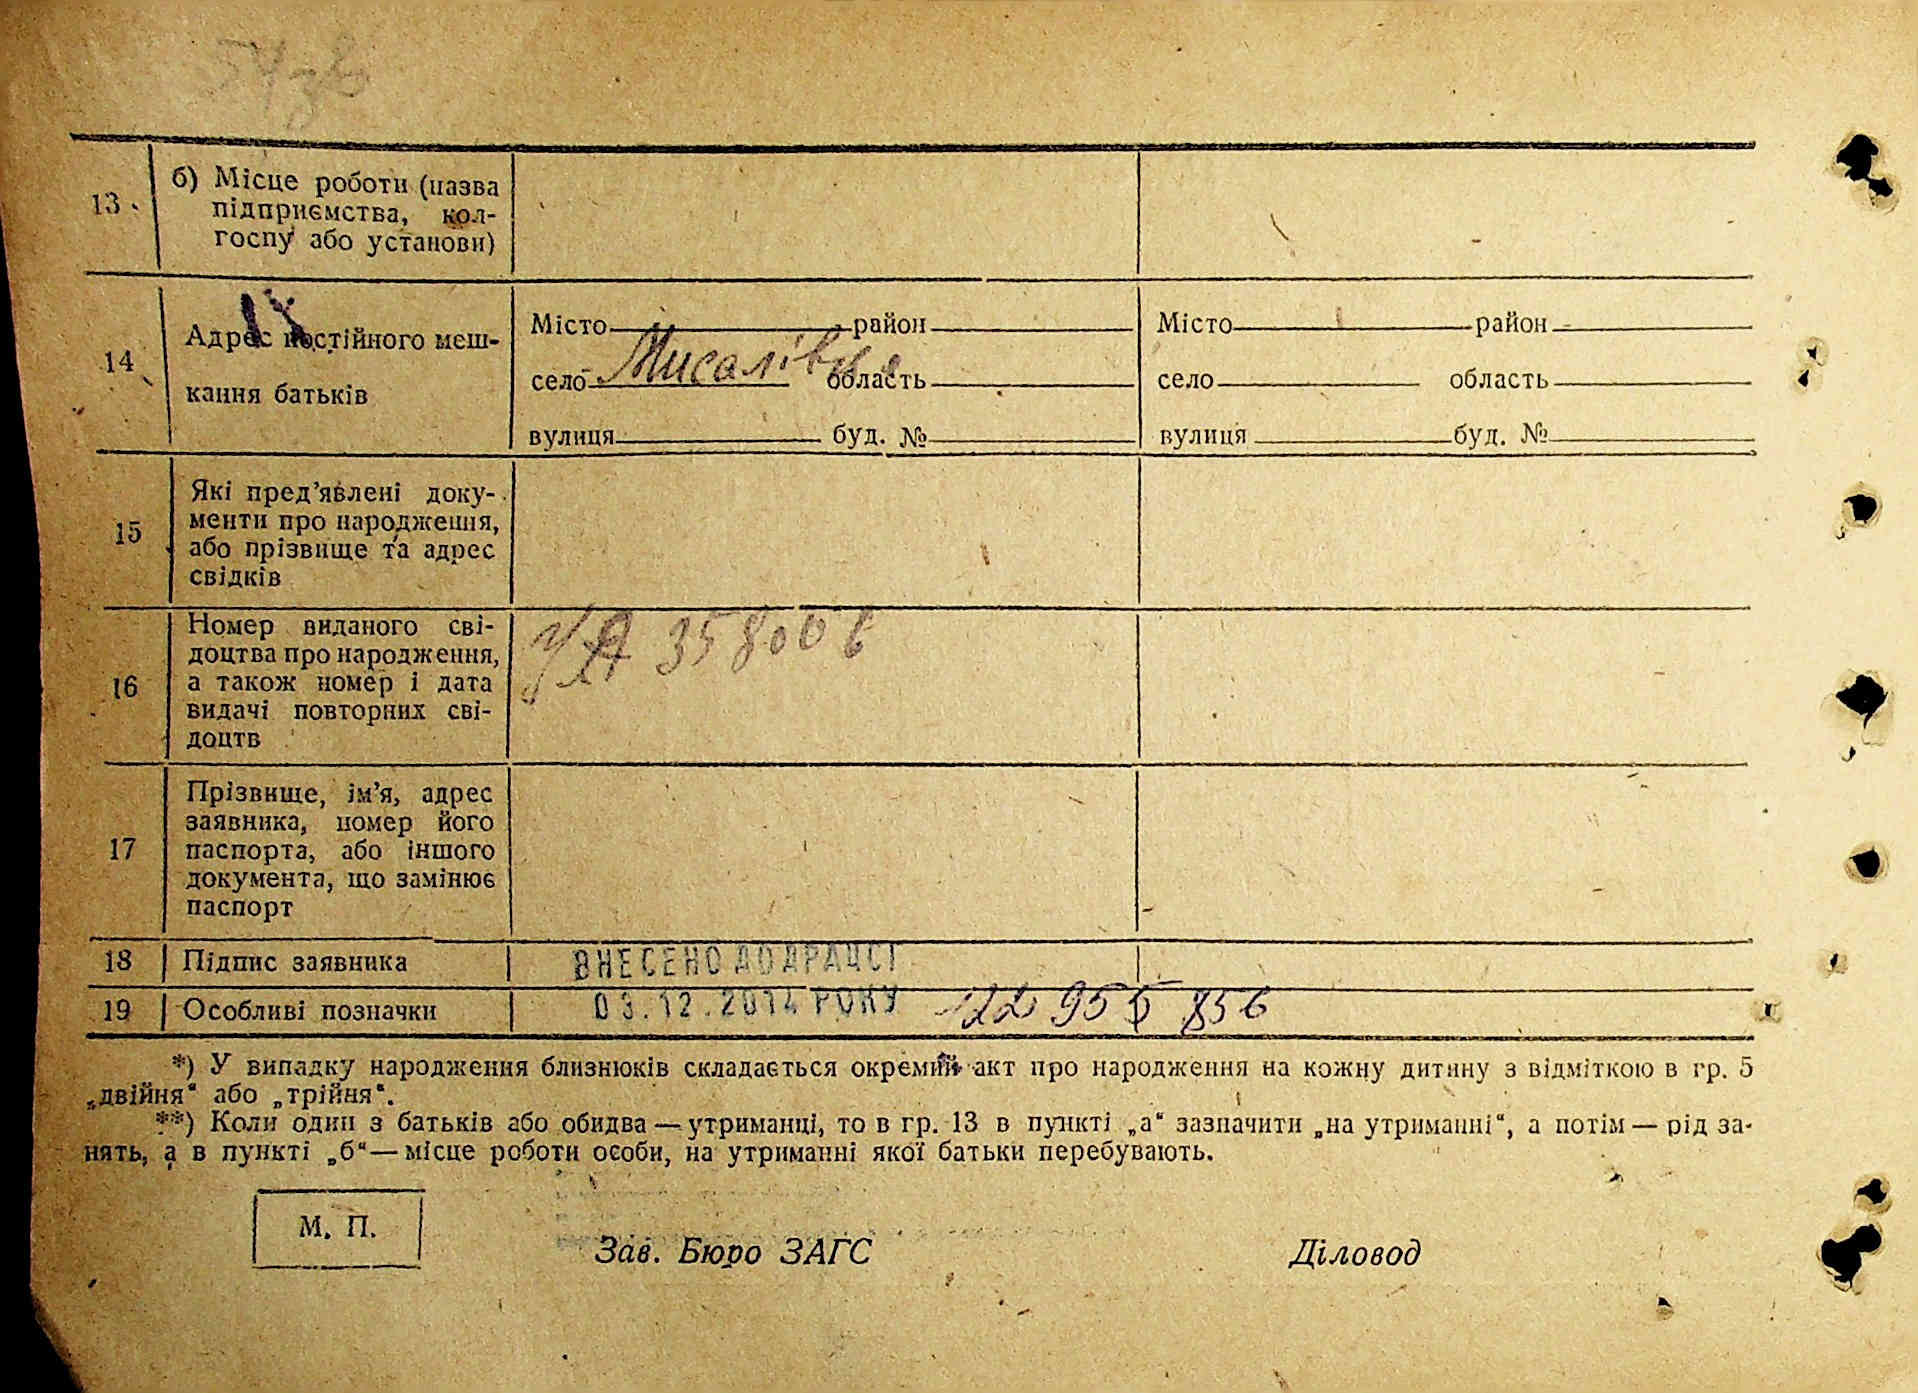 13 б) Місце роботи (назва
підприємства, кол-
госпу або установи)
14 Адрес постійного меш-
кання батьків
Місто район Місто район
село Мисалівка область село область
вулиця буд. № вулиця буд. №
15 Які пред’явлені доку-
менти про народження,
або прізвище та адрес
свідків
16 Номер виданого сві-
доцтва про народження,
а також номер і дата
видачі повторних сві-
доцтв
358006
17 Прізвище, ім’я, адрес
заявника, номер його
паспорта, або іншого
документа, що замінює
паспорт
18 Підпис заявника ВНЕСЕНО ДО ДРАЦСГ
19 Особливі позначки 03.12.2014 РОКУ 22 955 856
*) У випадку народження близнюків складається окремий акт про народження на кожну дитину з відміткою в гр. 5
„двійня“ або „трійня“.
**) Коли один з батьків або обидва — утриманці, то в гр. 13 в пункті „а“ зазначити „на утриманні“, а потім — рід за-
нять, а в пункті „б“ — місце роботи особи, на утриманні якої батьки перебувають.
М. П.
Зав. Бюро ЗАГС Діловод